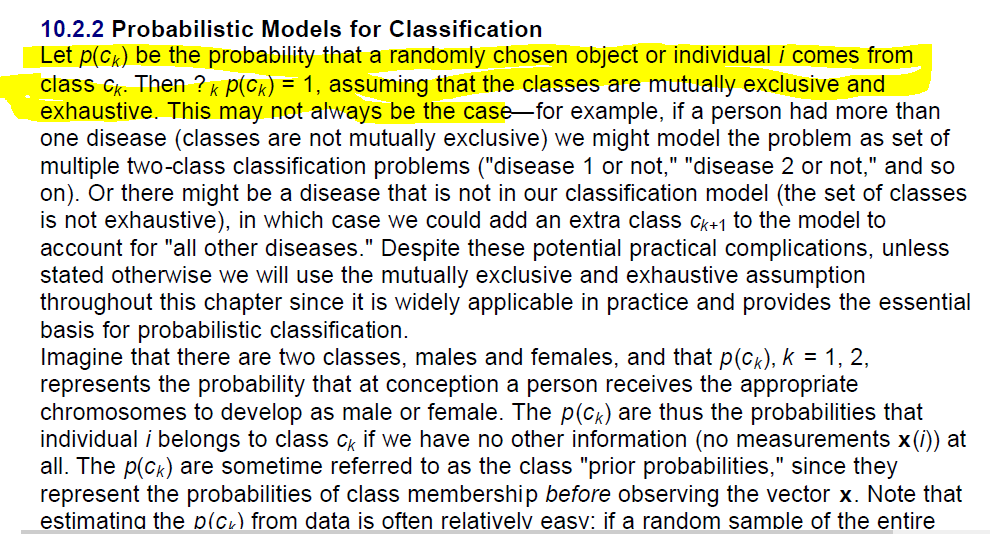 10.2.2 Probabilistic Models for Classification
Let p(ck) be the probability that a randomly chosen object or individual i comes from
class ck. Then ?k p(ck) = 1, assuming that the classes are mutually exclusive and
exhaustive. This may not always be the case—for example, if a person had more than
one disease (classes are not mutually exclusive) we might model the problem as set of
multiple two-class classification problems ("disease 1 or not," "disease 2 or not," and so
on). Or there might be a disease that is not in our classification model (the set of classes
is not exhaustive), in which case we could add an extra class ck+1 to the model to
account for "all other diseases." Despite these potential practical complications, unless
stated otherwise we will use the mutually exclusive and exhaustive assumption
throughout this chapter since it is widely applicable in practice and provides the essential
basis for probabilistic classification.
Imagine that there are two classes, males and females, and that p(ck), k = 1, 2,
represents the probability that at conception a person receives the appropriate
chromosomes to develop as male or female. The p(ck) are thus the probabilities that
individual i belongs to class ck if we have no other information (no measurements x(i)) at
all. The p(ck) are sometime referred to as the class "prior probabilities," since they
represent the probabilities of class membership before observing the vector x. Note that
estimating the p(ck) from data is often relatively easy: if a random sample of the entire